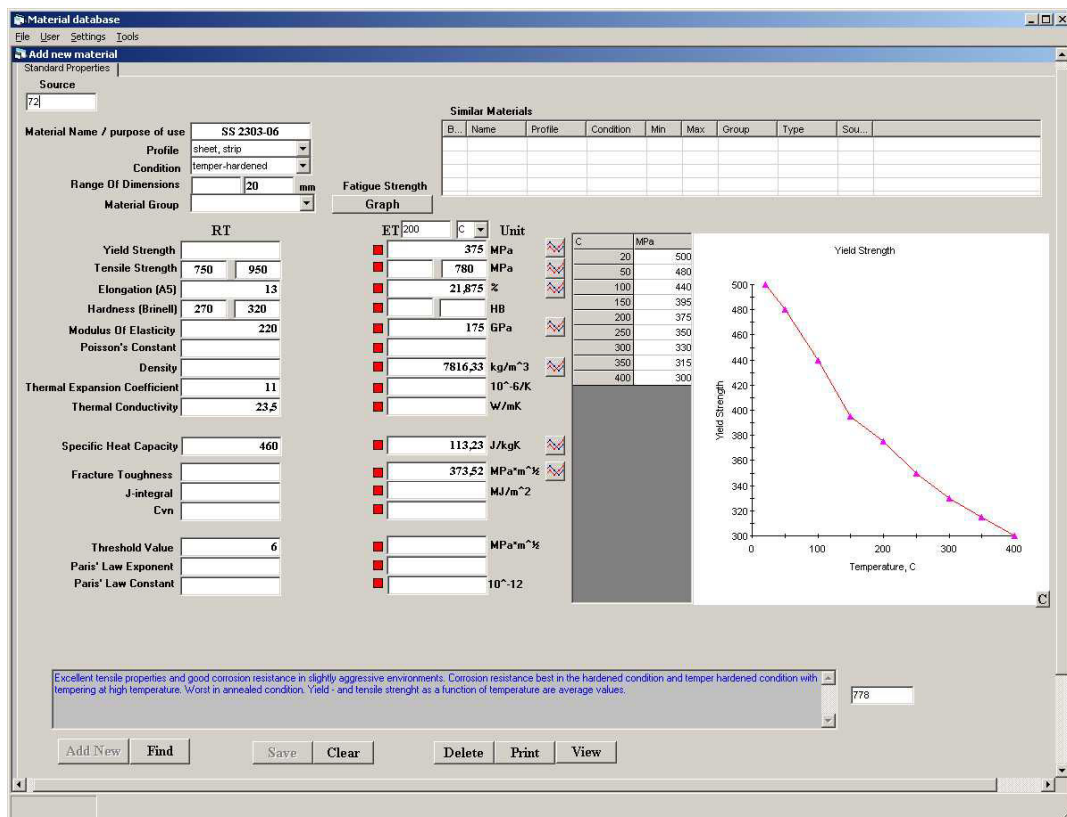 Material database
File User Settings Tools
Add new material
Standard Properties
Source
72
Similar Materials
B... Name Profile Condition Min Max Group Type Sou...
Material Name / purpose of use SS 2303-06
Profile sheet, strip
Condition temper-hardened
Range Of Dimensions 20 mm
Fatigue Strength
Material Group
Graph
RT
ET 200 C Unit
Yield Strength 375 MPa
Tensile Strength 750 950 780 MPa
Elongation (A5) 13 21,875 %
Hardness (Brinell) 270 320 HB
Modulus Of Elasticity 220 175 GPa
Poisson's Constant
Density 7816,33 kg/m^3
Thermal Expansion Coefficient 11 10^-6/K
Thermal Conductivity 23,5 W/mK
Specific Heat Capacity 460 113,23 J/kgK
Fracture Toughness 373,52 MPa*m^½
J-integral MJ/m^2
Cvn
Threshold Value 6 MPa*m^½
Paris' Law Exponent
Paris' Law Constant 10^-12
C MPa
20 500
50 480
100 440
150 395
200 375
250 350
300 330
350 315
400 300
Yield Strength
500
480
460
440
420
400
380
360
340
320
300
Yield Strength
0 100 200 300 400
Temperature, C
C
Excellent tensile properties and good corrosion resistance in slightly aggressive environments. Corrosion resistance best in the hardened condition and temper hardened condition with
tempering at high temperature. Worst in annealed condition. Yield - and tensile strenght as a function of temperature are average values.
778
Add New Find Save Clear Delete Print View